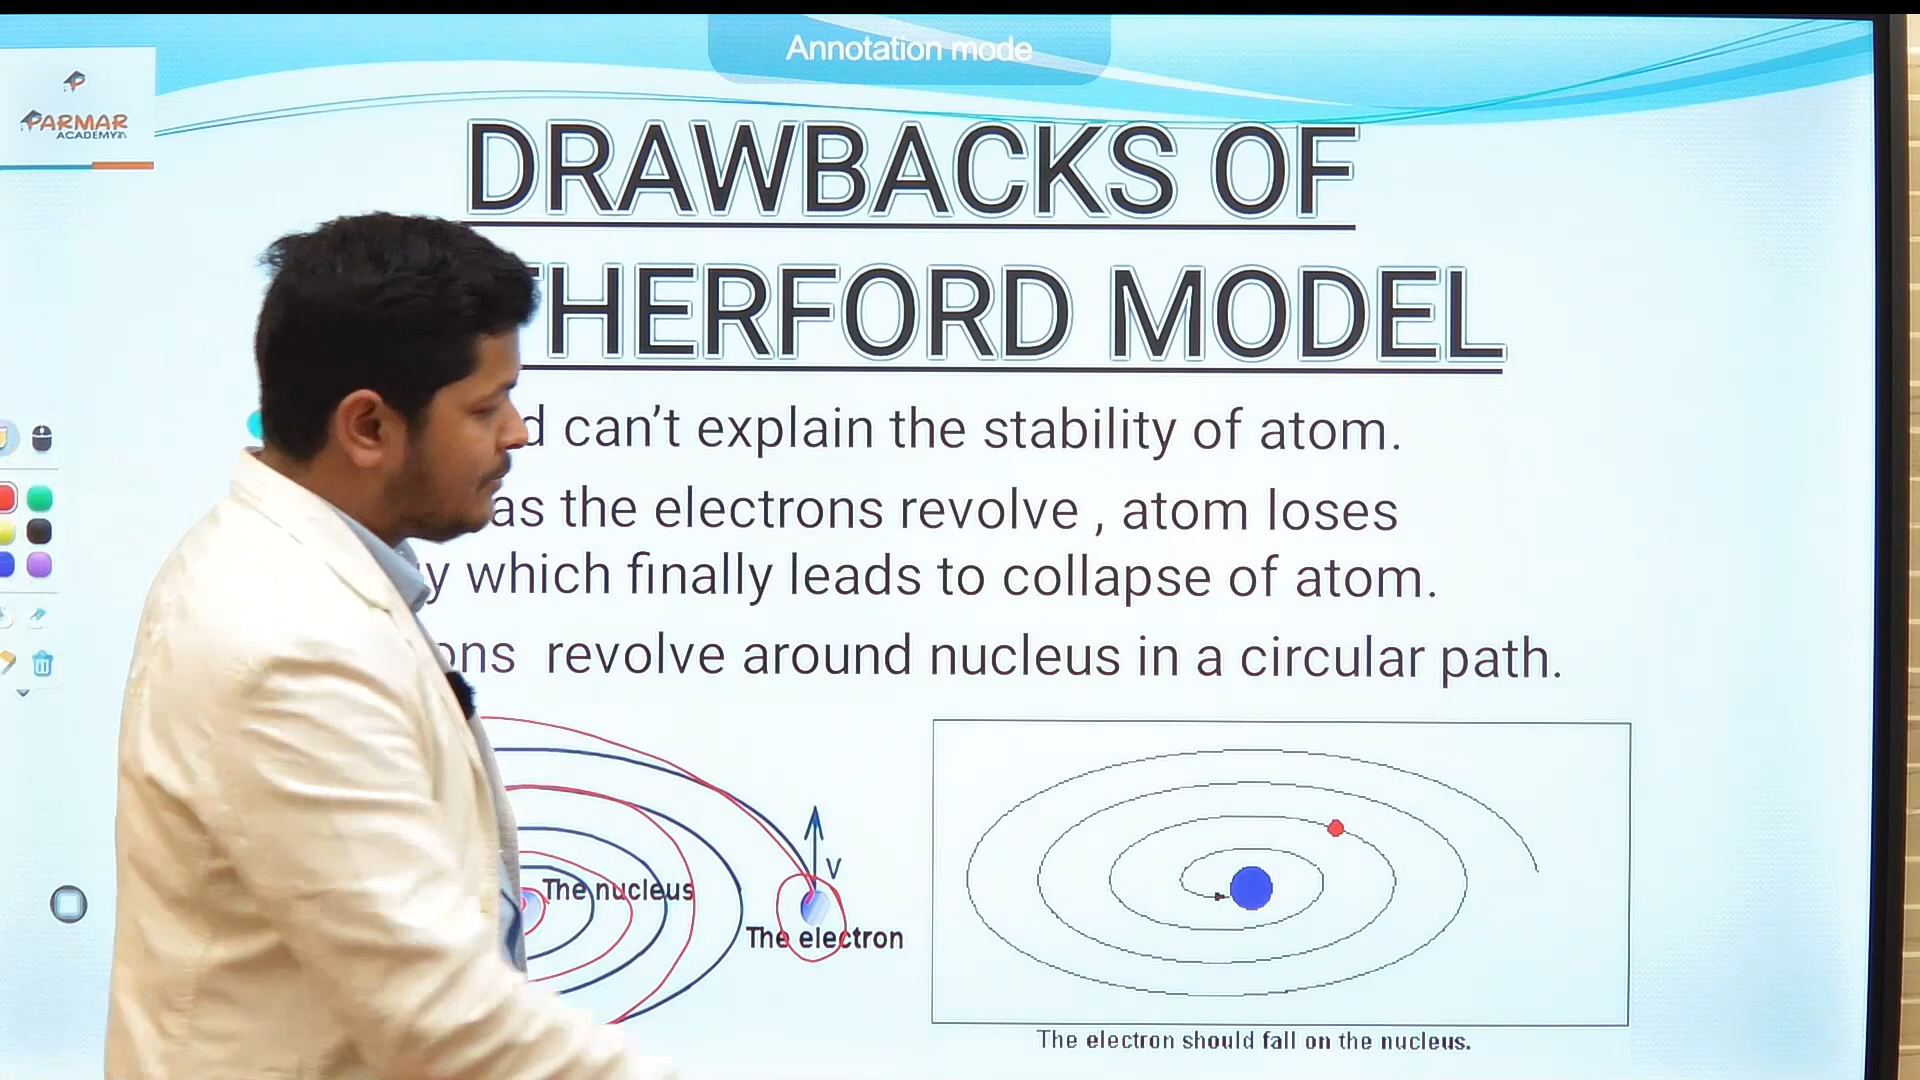 Annotation mode
PARMAR
ACADEMY
DRAWBACKS OF
THERFORD MODEL
d can't explain the stability of atom.
as the electrons revolve , atom loses
y which finally leads to collapse of atom.
ons revolve around nucleus in a circular path.
The nucleus
V
The electron
The electron should fall on the nucleus.